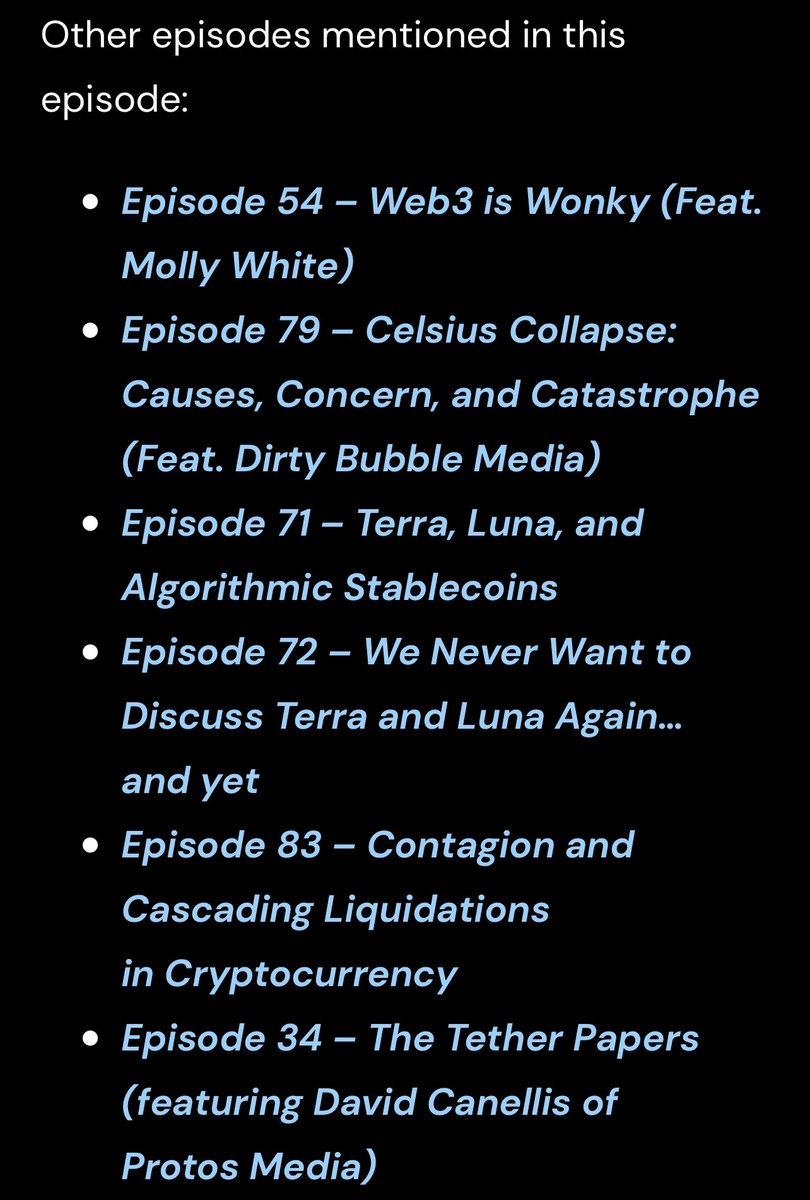 Other episodes mentioned in this
episode:
• Episode 54 – Web3 is Wonky (Feat.
Molly White)
• Episode 79 – Celsius Collapse:
Causes, Concern, and Catastrophe
(Feat. Dirty Bubble Media)
• Episode 71 – Terra, Luna, and
Algorithmic Stablecoins
• Episode 72 – We Never Want to
Discuss Terra and Luna Again…
and yet
• Episode 83 – Contagion and
Cascading Liquidations
in Cryptocurrency
• Episode 34 – The Tether Papers
(featuring David Canellis of
Protos Media)